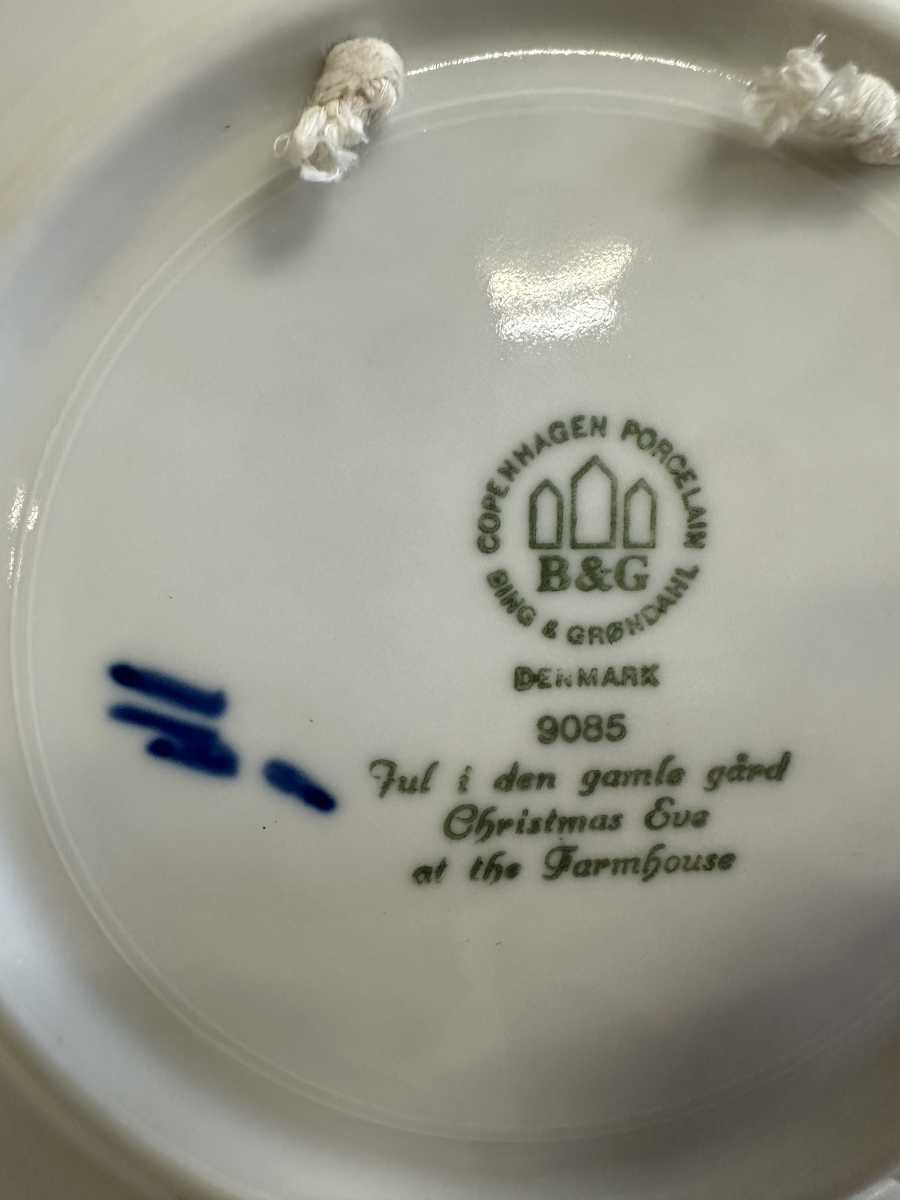 COPENHAGEN PORCELAIN
B&G
BING & GRØNDAHL
DENMARK
9085
Jul i den gamle gård
Christmas Eve
at the Farmhouse